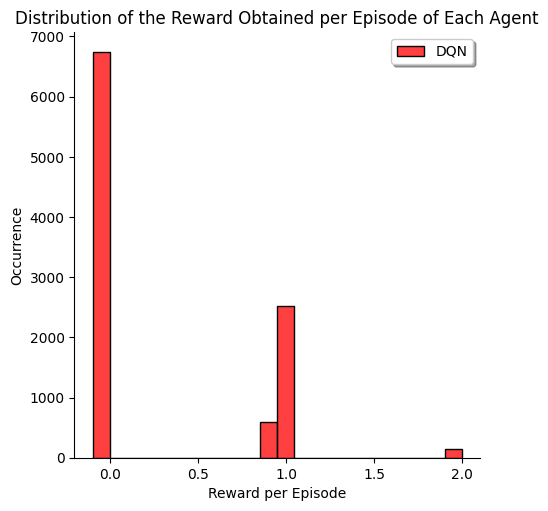 Distribution of the Reward Obtained per Episode of Each Agent
DQN
7000
6000
5000
4000
3000
2000
1000
0
Occurrence
0.0 0.5 1.0 1.5 2.0
Reward per Episode